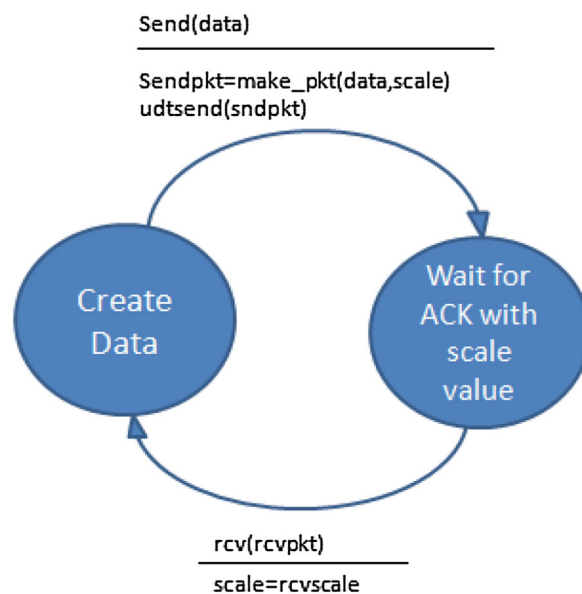 Send(data)
Sendpkt=make_pkt(data,scale)
udtsend(sndpkt)
Create
Data
Wait for
ACK with
scale
value
rcv(rcvpkt)
scale=rcvscale